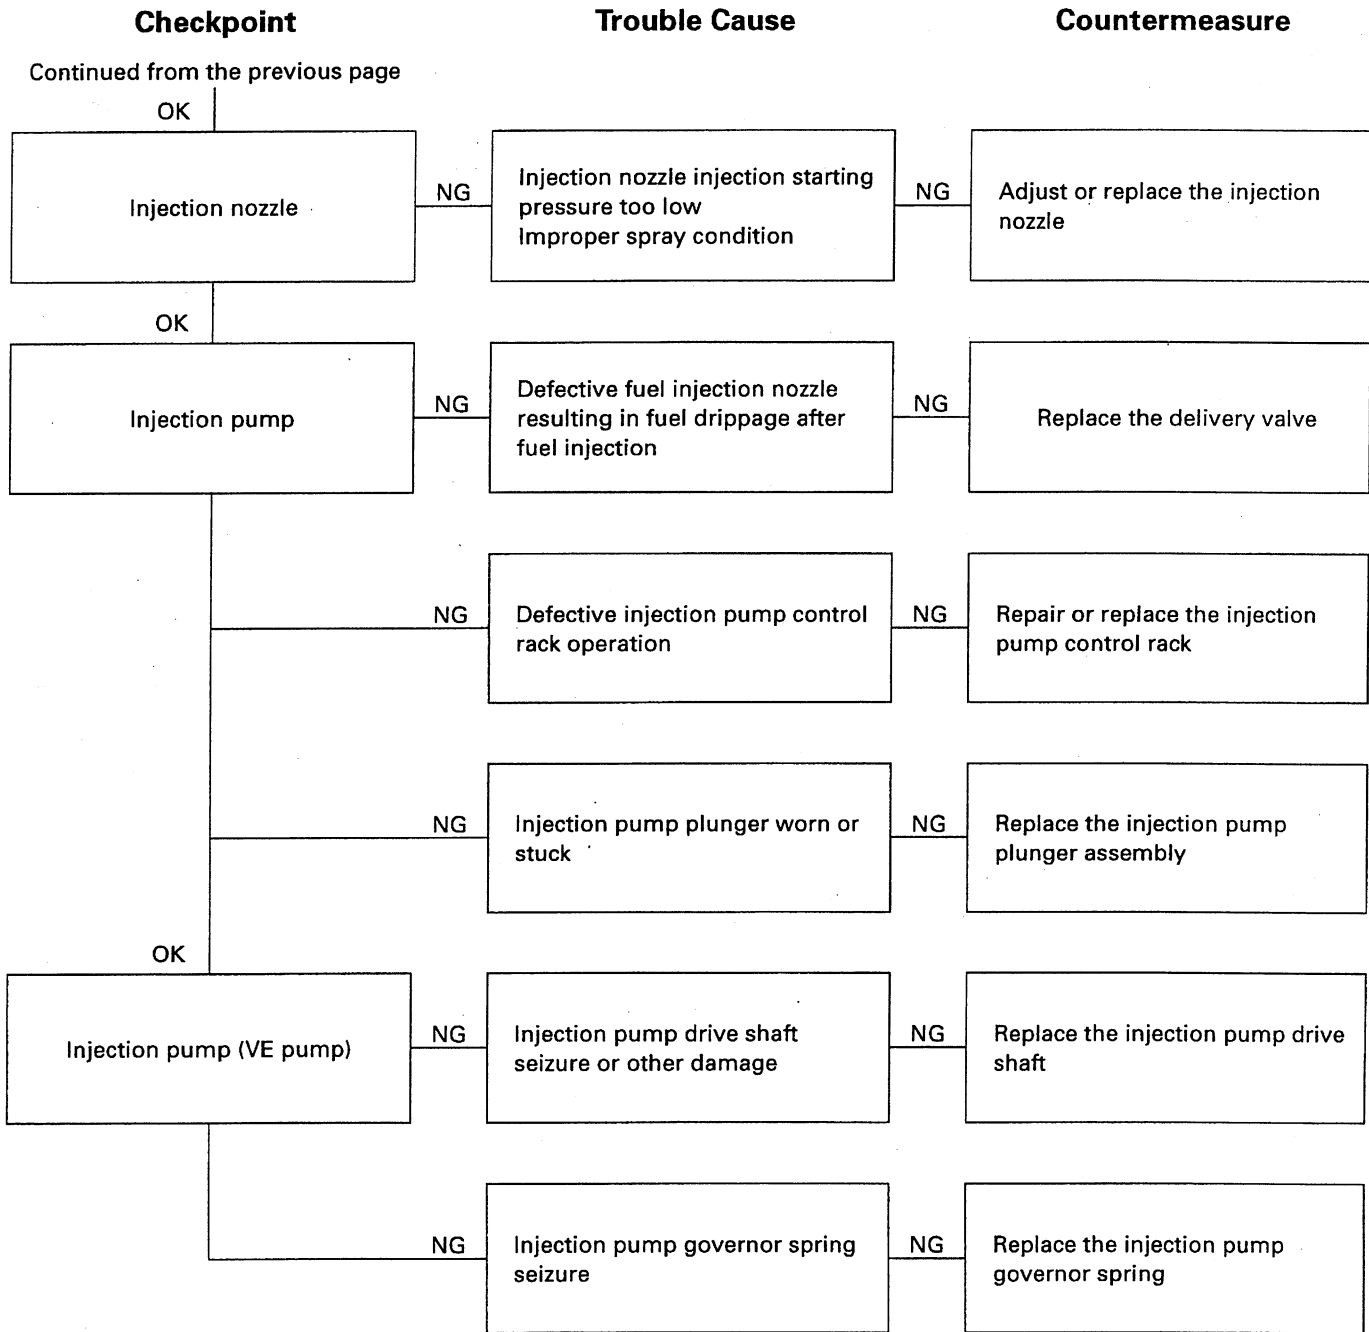 Checkpoint
Trouble Cause
Countermeasure
Continued from the previous page
OK
Injection nozzle
NG
Injection nozzle injection starting
pressure too low
Improper spray condition
NG
Adjust or replace the injection
nozzle
OK
Injection pump
NG
Defective fuel injection nozzle
resulting in fuel drippage after
fuel injection
NG
Replace the delivery valve
NG
Defective injection pump control
rack operation
NG
Repair or replace the injection
pump control rack
NG
Injection pump plunger worn or
stuck
NG
Replace the injection pump
plunger assembly
OK
Injection pump (VE pump)
NG
Injection pump drive shaft
seizure or other damage
NG
Replace the injection pump drive
shaft
NG
Injection pump governor spring
seizure
NG
Replace the injection pump
governor spring